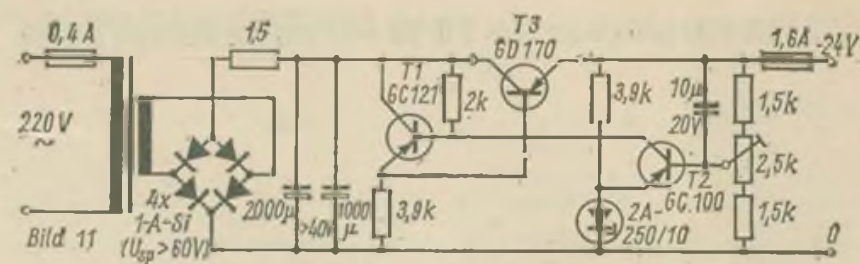 0,4A
220V
~
Bild 11
4x
1-A-Si
(Usp>60V)
1,5
2000µ
>40V
1000
µ
T1
GC121
2k
3,9k
T3
GD170
3,9k
2A-
250/10
T2
GC100
10µ
20V
1,6A
-24V
1,5k
2,5k
1,5k
0